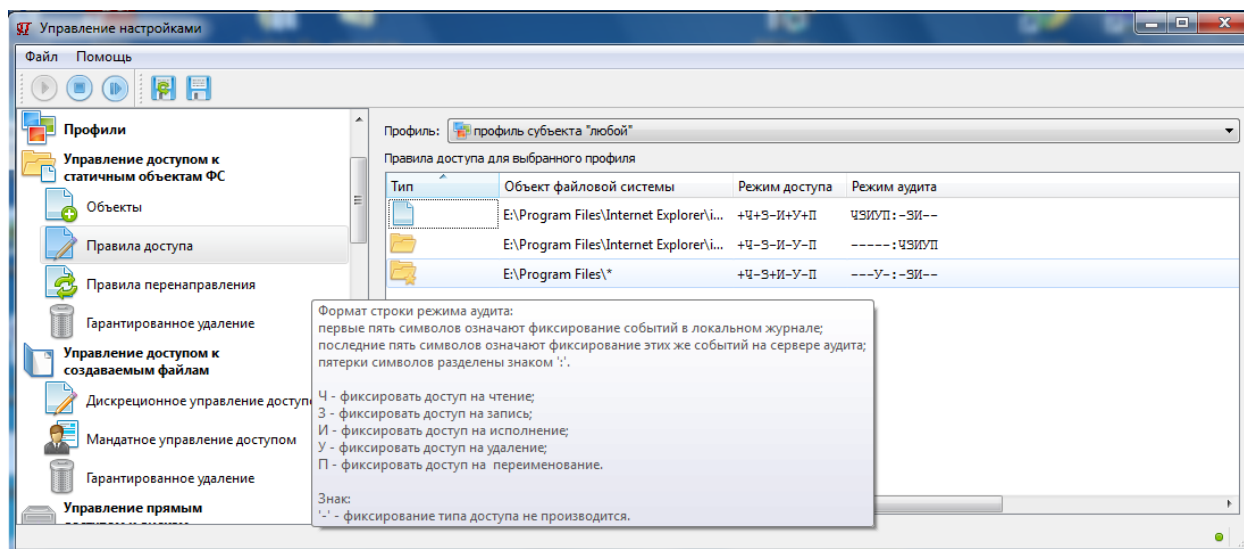 Управление настройками
Файл Помощь
Профили
Управление доступом к
статичным объектам ФС
Объекты
Правила доступа
Правила перенаправления
Гарантированное удаление
Управление доступом к
создаваемым файлам
Дискреционное управление доступо
Мандатное управление доступом
Гарантированное удаление
Управление прямым
Профиль: профиль субъекта "любой"
Правила доступа для выбранного профиля
Тип Объект файловой системы Режим доступа Режим аудита
E:\Program Files\Internet Explorer\i... +Ч+З-И+У+П ЧЗИУП:-ЗИ--
E:\Program Files\Internet Explorer\i... +Ч-З-И-У-П -----:ЧЗИУП
E:\Program Files\* +Ч-З+И-У-П ---У-:-ЗИ--
Формат строки режима аудита:
первые пять символов означают фиксирование событий в локальном журнале;
последние пять символов означают фиксирование этих же событий на сервере аудита;
пятерки символов разделены знаком ':'.
Ч - фиксировать доступ на чтение;
З - фиксировать доступ на запись;
И - фиксировать доступ на исполнение;
У - фиксировать доступ на удаление;
П - фиксировать доступ на переименование.
Знак:
'-' - фиксирование типа доступа не производится.